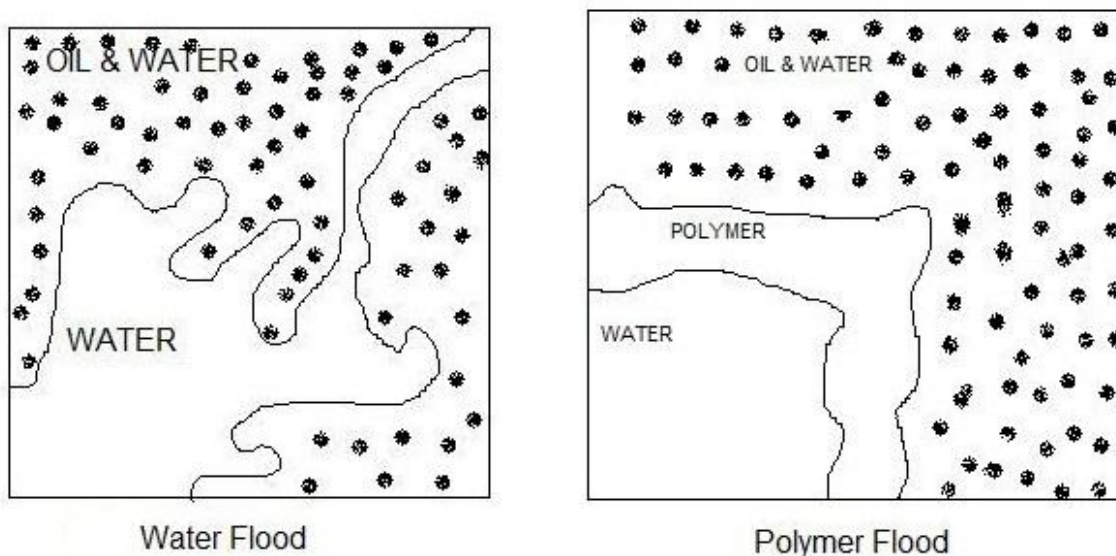 OIL & WATER
WATER
Water Flood
OIL & WATER
POLYMER
WATER
Polymer Flood